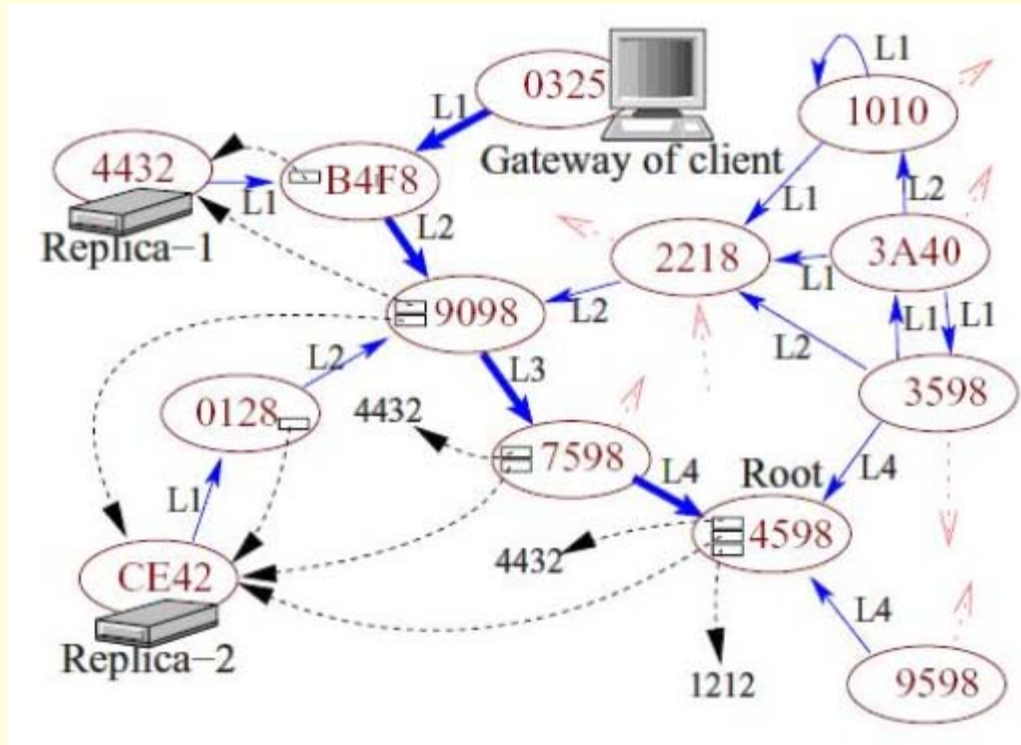 0325
L1
1010
L1
Gateway of client
4432
L1
B4F8
Replica-1
L2
L1
L2
2218
L1
3A40
9098
L2
L1
L1
L2
L3
3598
0128
L2
4432
7598
L4
Root
L4
L1
4432
4598
CE42
L4
Replica-2
1212
9598